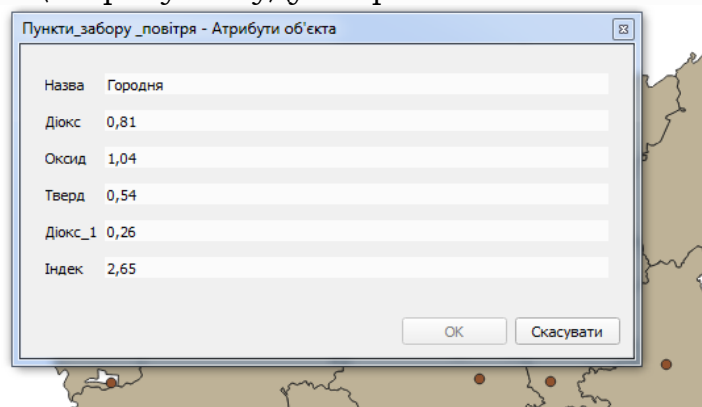 Пункти_забору _повітря - Атрибути об'єкта
Назва Городня
Діокс 0,81
Оксид 1,04
Тверд 0,54
Діокс_1 0,26
Індек 2,65
OK Скасувати